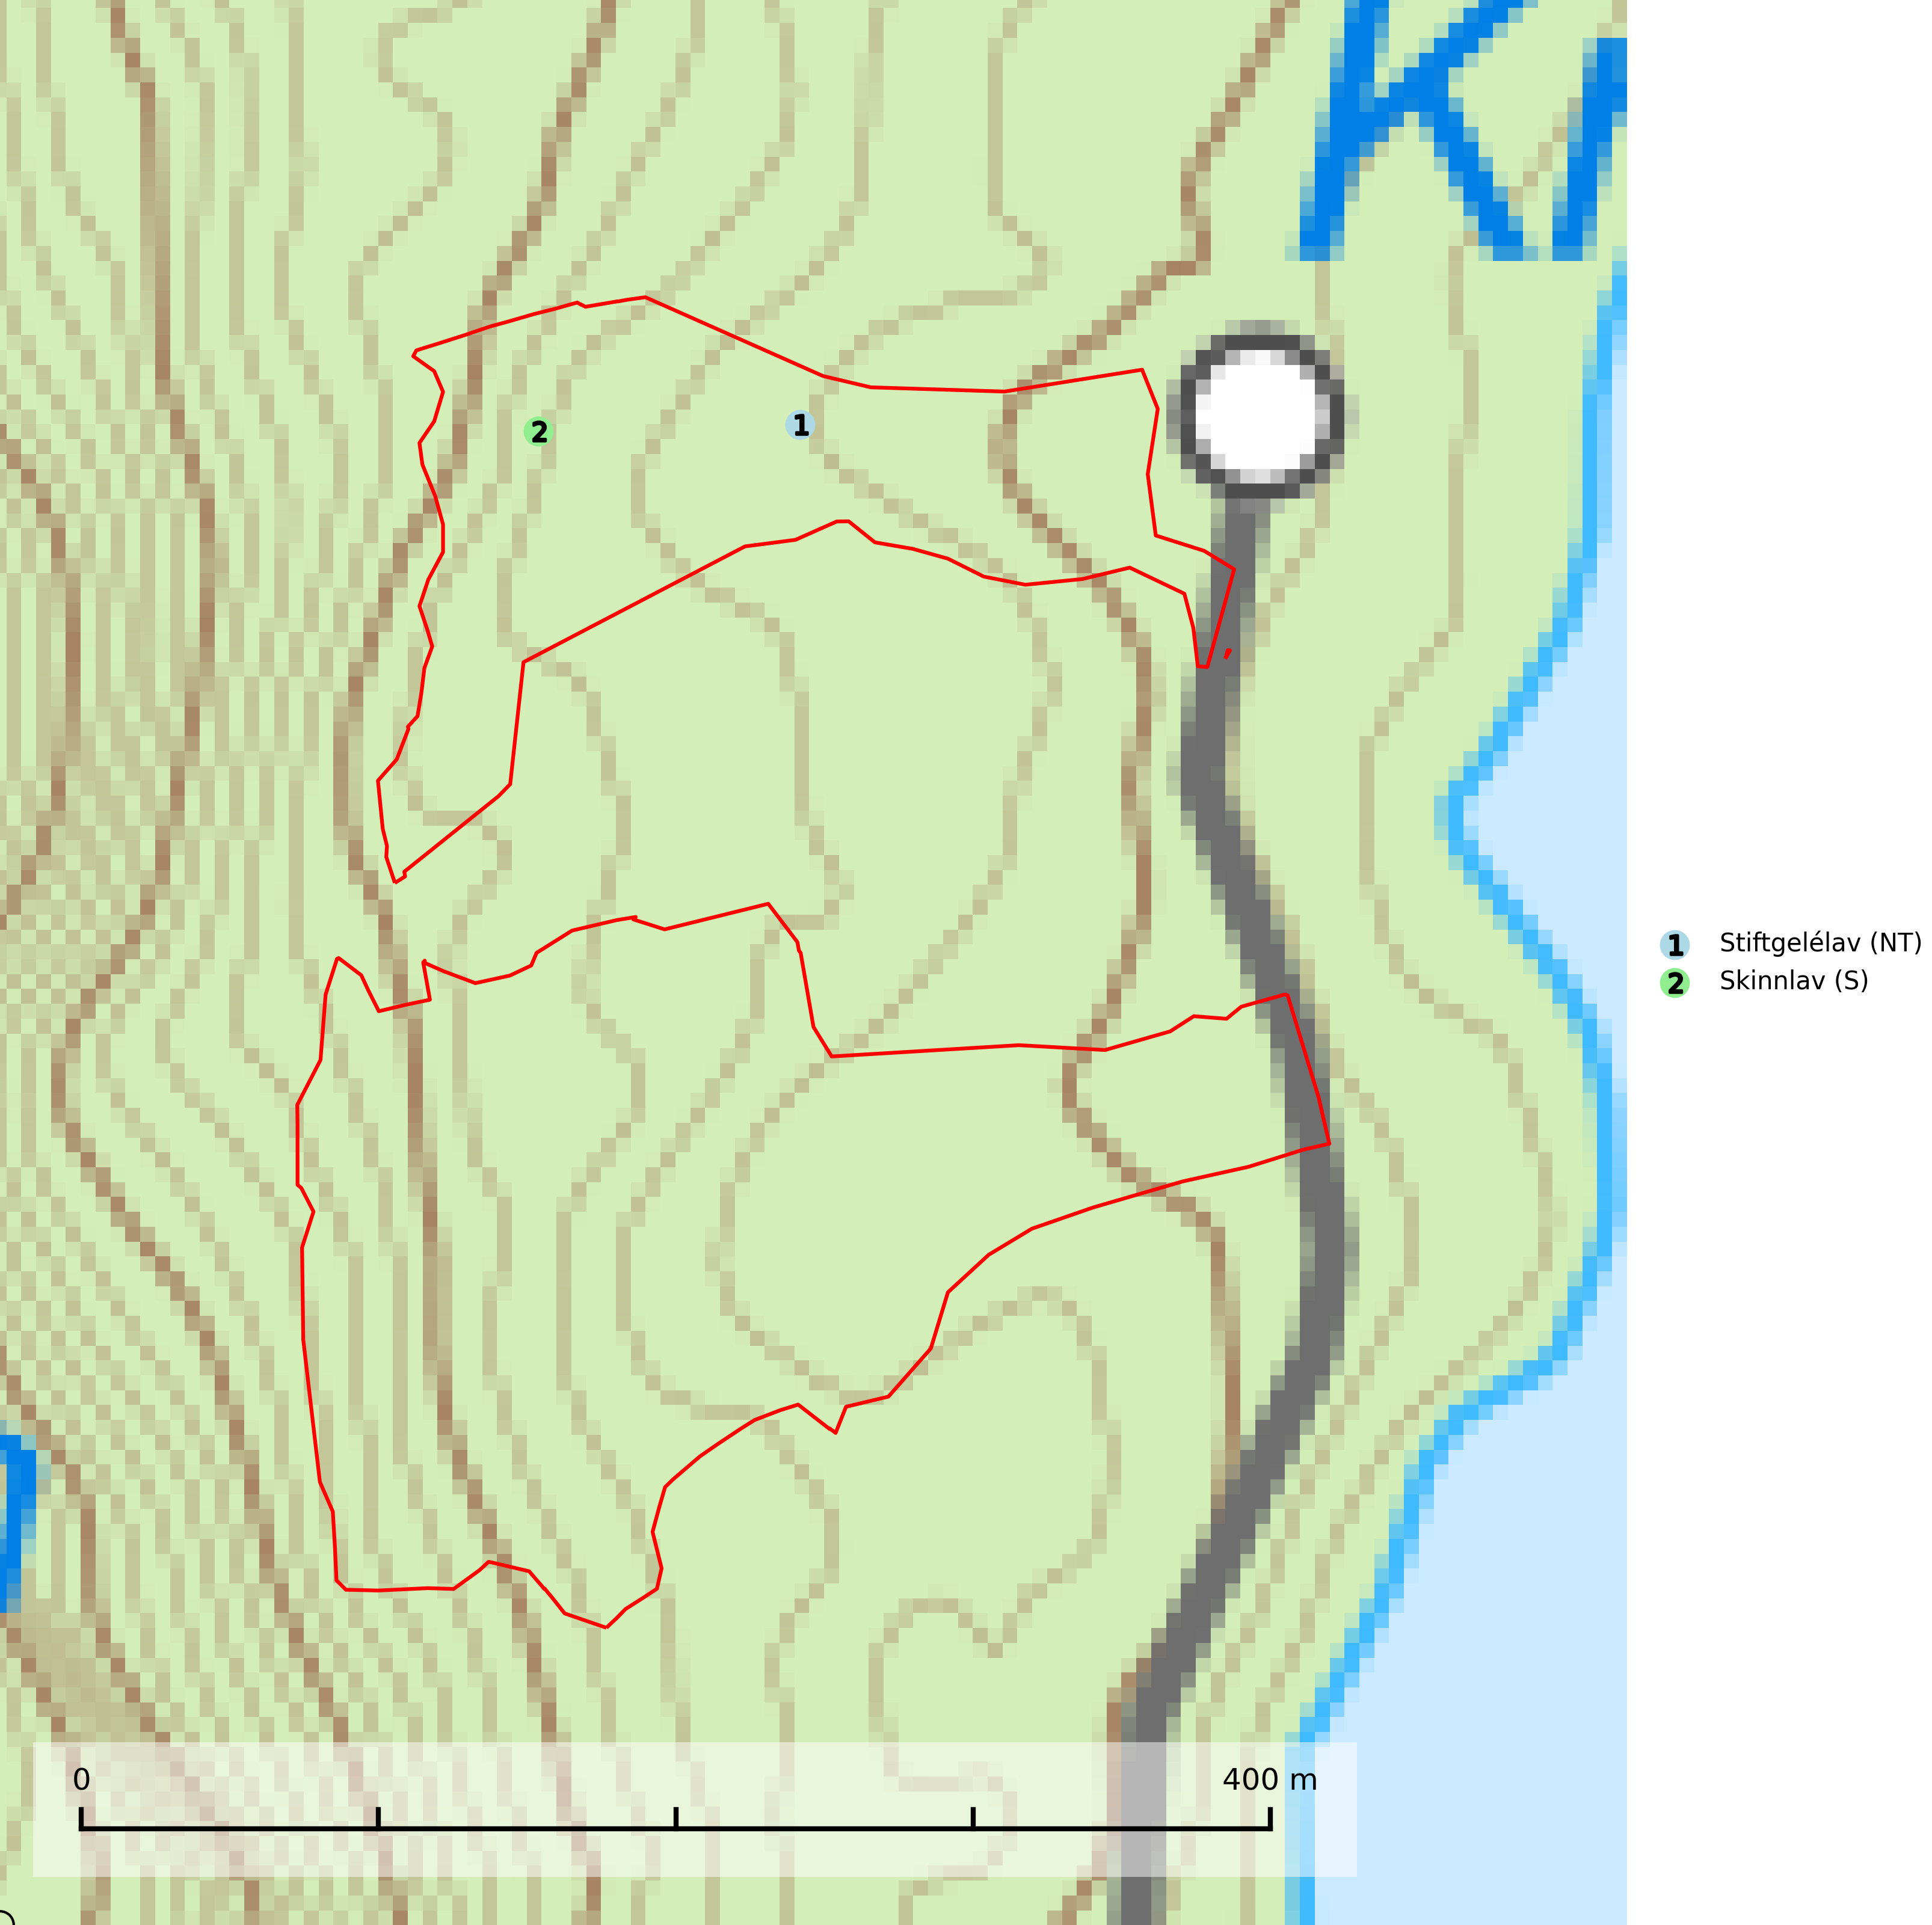 2
1
1 Stiftgelélav (NT)
2 Skinnlav (S)
0 400 m